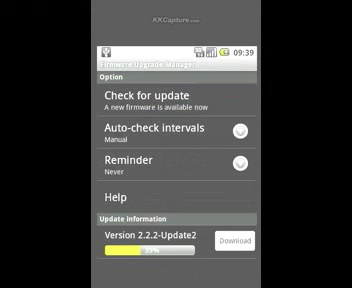 KKCapture.com
09:39
Firmware Upgrade Manager
Option
Check for update
A new firmware is available now
Auto-check intervals
Manual
Reminder
Never
Help
Update information
Version 2.2.2-Update2
Download